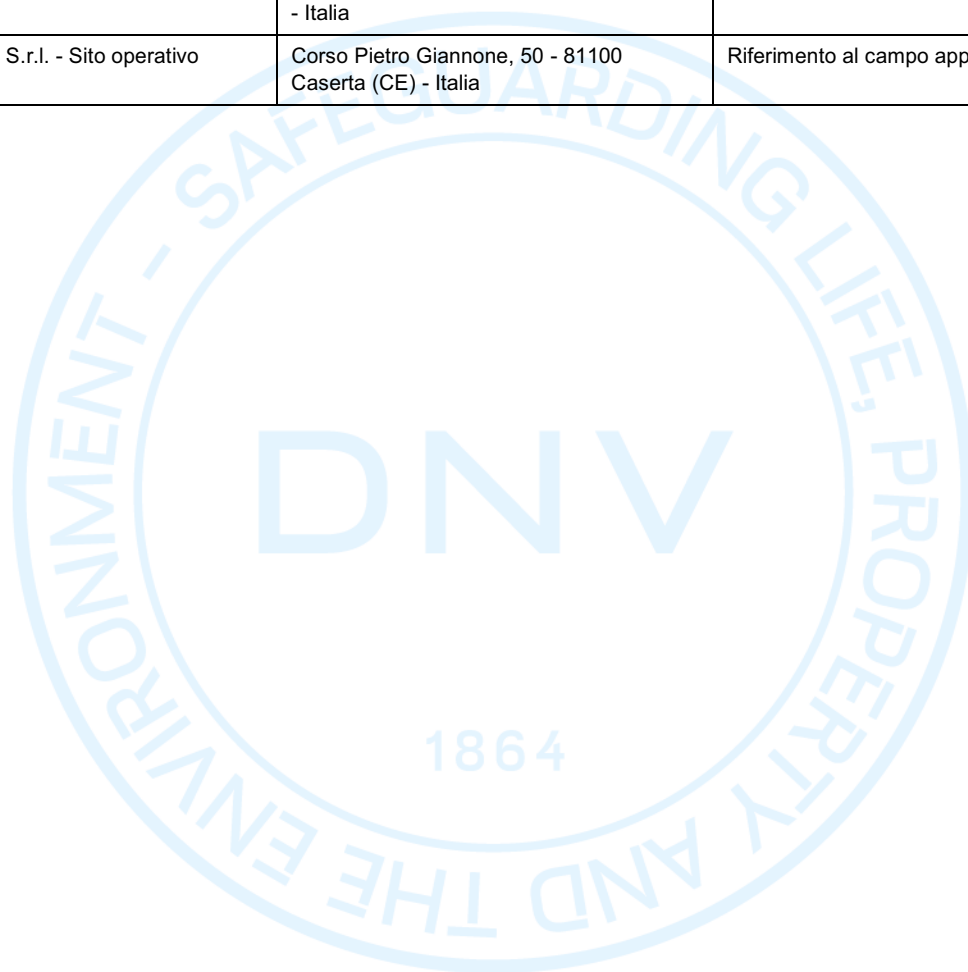 - Italia
S.r.l. - Sito operativo
Corso Pietro Giannone, 50 - 81100
Caserta (CE) - Italia
Riferimento al campo app
SAFEGUARDING LIFE, PROPERTY AND THE ENVIRONMENT -
DNV
1864